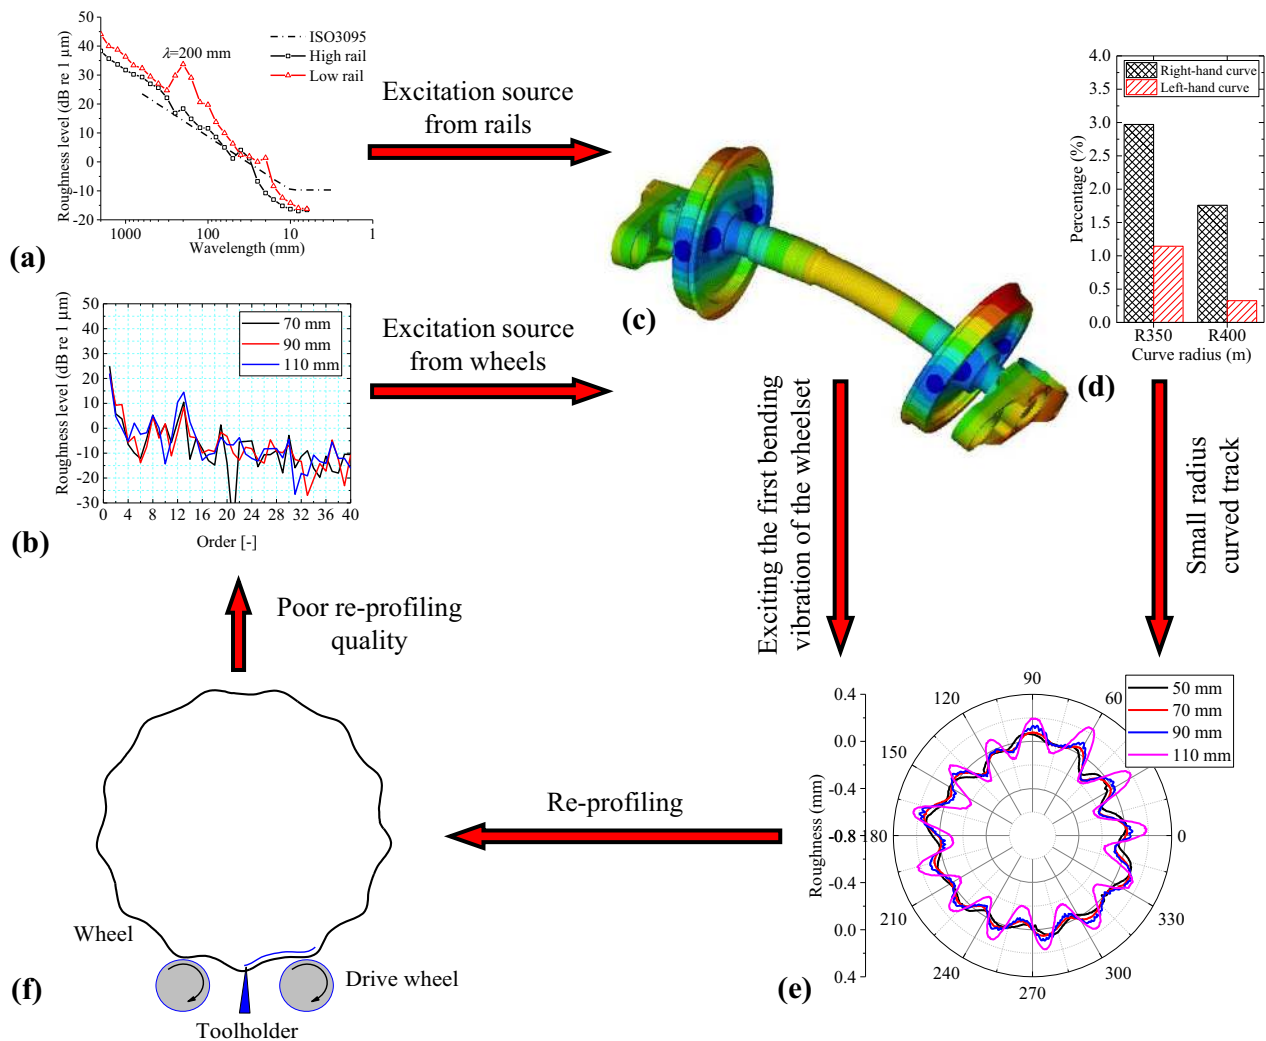 50
40
30
20
10
0
-10
-20
Roughness level (dB re 1 μm)
λ=200 mm
ISO3095
High rail
Low rail
1000
100
10
1
Wavelength (mm)
(a)
Excitation source
from rails
50
40
30
20
10
0
-10
-20
-30
Roughness level (dB re 1 μm)
70 mm
90 mm
110 mm
0 4 8 12 16 20 24 28 32 36 40
Order [-]
(b)
Excitation source
from wheels
(c)
4.0
3.5
3.0
2.5
2.0
1.5
1.0
0.5
0.0
Percentage (%)
Right-hand curve
Left-hand curve
R350
R400
Curve radius (m)
(d)
Exciting the first bending
vibration of the wheelset
Small radius
curved track
Poor re-profiling
quality
Re-profiling
0.4
0.0
-0.4
-0.8
-0.4
0.0
0.4
Roughness (mm)
90
60
120
150
180
210
240
270
300
330
0
50 mm
70 mm
90 mm
110 mm
(e)
Wheel
Drive wheel
Toolholder
(f)